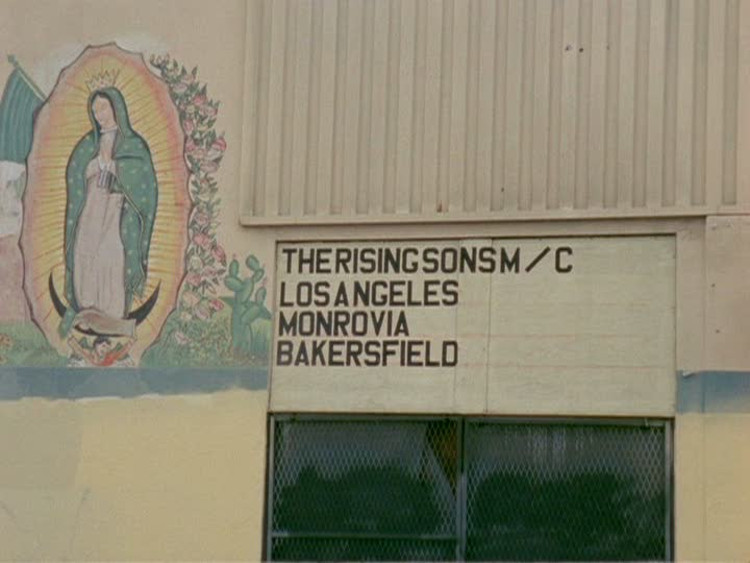 THE RISING SONS M/C
LOS ANGELES
MONROVIA
BAKERSFIELD